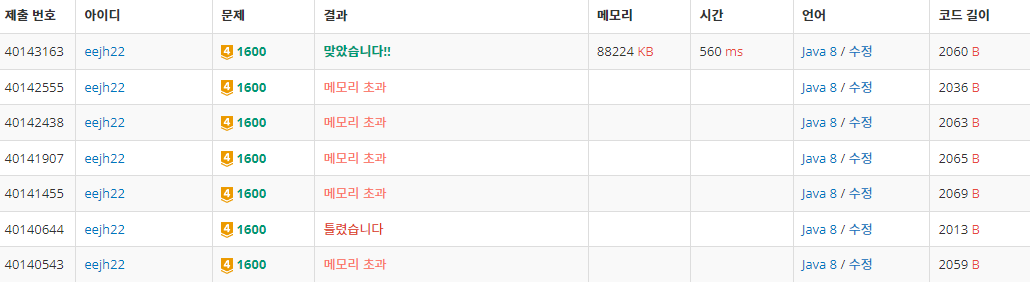 제출 번호 아이디 문제 결과 메모리 시간 언어 코드 길이
40143163 eejh22 4 1600 맞았습니다!! 88224 KB 560 ms Java 8 / 수정 2060 B
40142555 eejh22 4 1600 메모리 초과 Java 8 / 수정 2036 B
40142438 eejh22 4 1600 메모리 초과 Java 8 / 수정 2063 B
40141907 eejh22 4 1600 메모리 초과 Java 8 / 수정 2065 B
40141455 eejh22 4 1600 메모리 초과 Java 8 / 수정 2069 B
40140644 eejh22 4 1600 틀렸습니다 Java 8 / 수정 2013 B
40140543 eejh22 4 1600 메모리 초과 Java 8 / 수정 2059 B